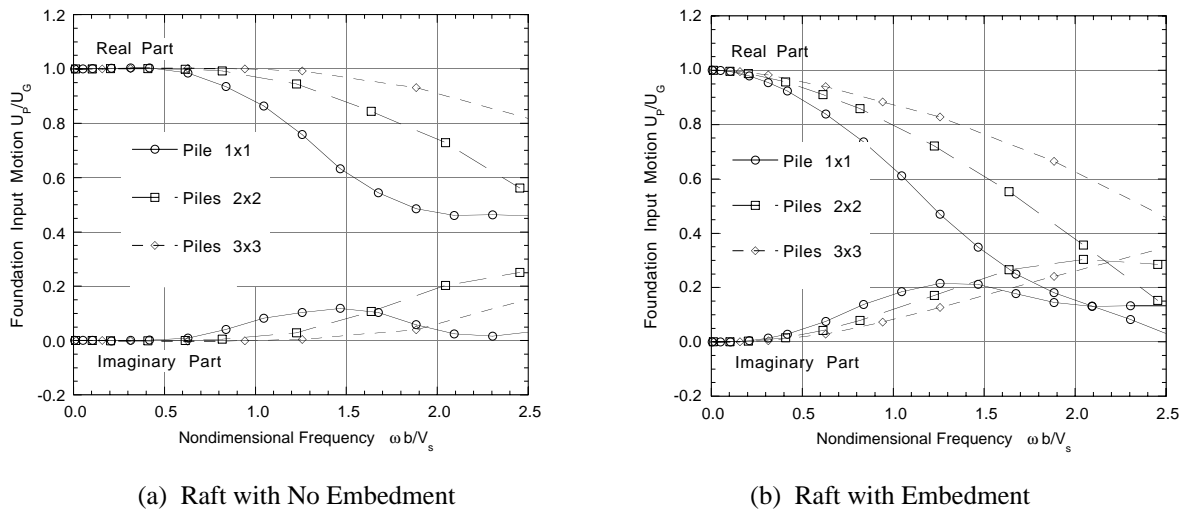 1.2
1.0
0.8
0.6
0.4
0.2
0.0
-0.2
Foundation Input Motion U_P/U_G
Real Part
Pile 1x1
Piles 2x2
Piles 3x3
Imaginary Part
0.0 0.5 1.0 1.5 2.0 2.5
Nondimensional Frequency ω b/V_s
(a) Raft with No Embedment
1.2
1.0
0.8
0.6
0.4
0.2
0.0
-0.2
Foundation Input Motion U_P/U_G
Real Part
Pile 1x1
Piles 2x2
Piles 3x3
Imaginary Part
0.0 0.5 1.0 1.5 2.0 2.5
Nondimensional Frequency ω b/V_s
(b) Raft with Embedment